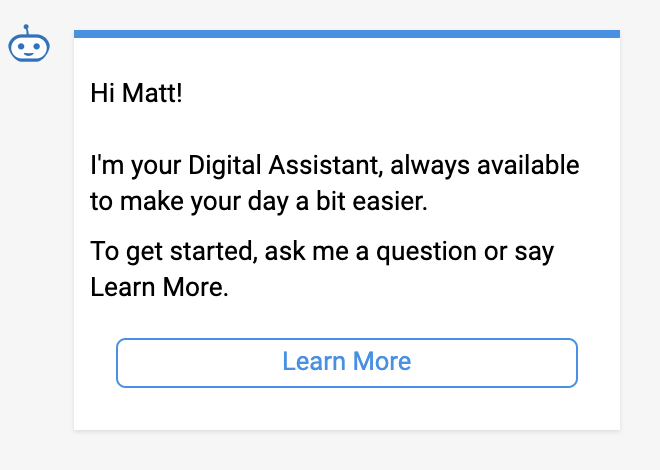 Hi Matt!
I'm your Digital Assistant, always available
to make your day a bit easier.
To get started, ask me a question or say
Learn More.
Learn More